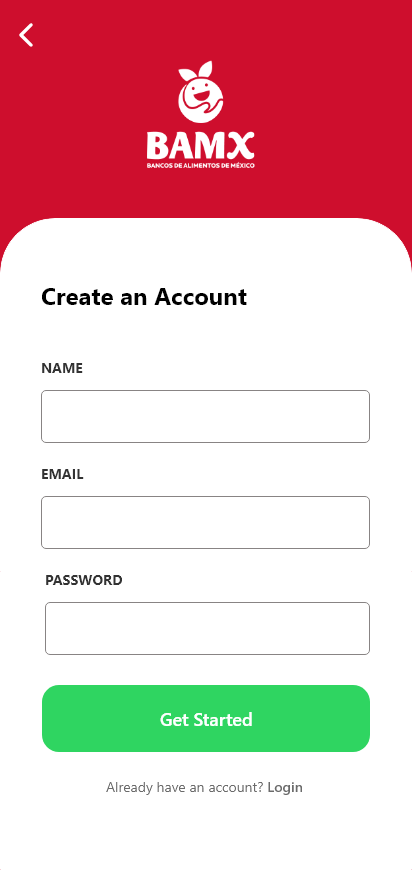 BAMX
BANCOS DE ALIMENTOS DE MÉXICO
Create an Account
NAME
EMAIL
PASSWORD
Get Started
Already have an account? Login